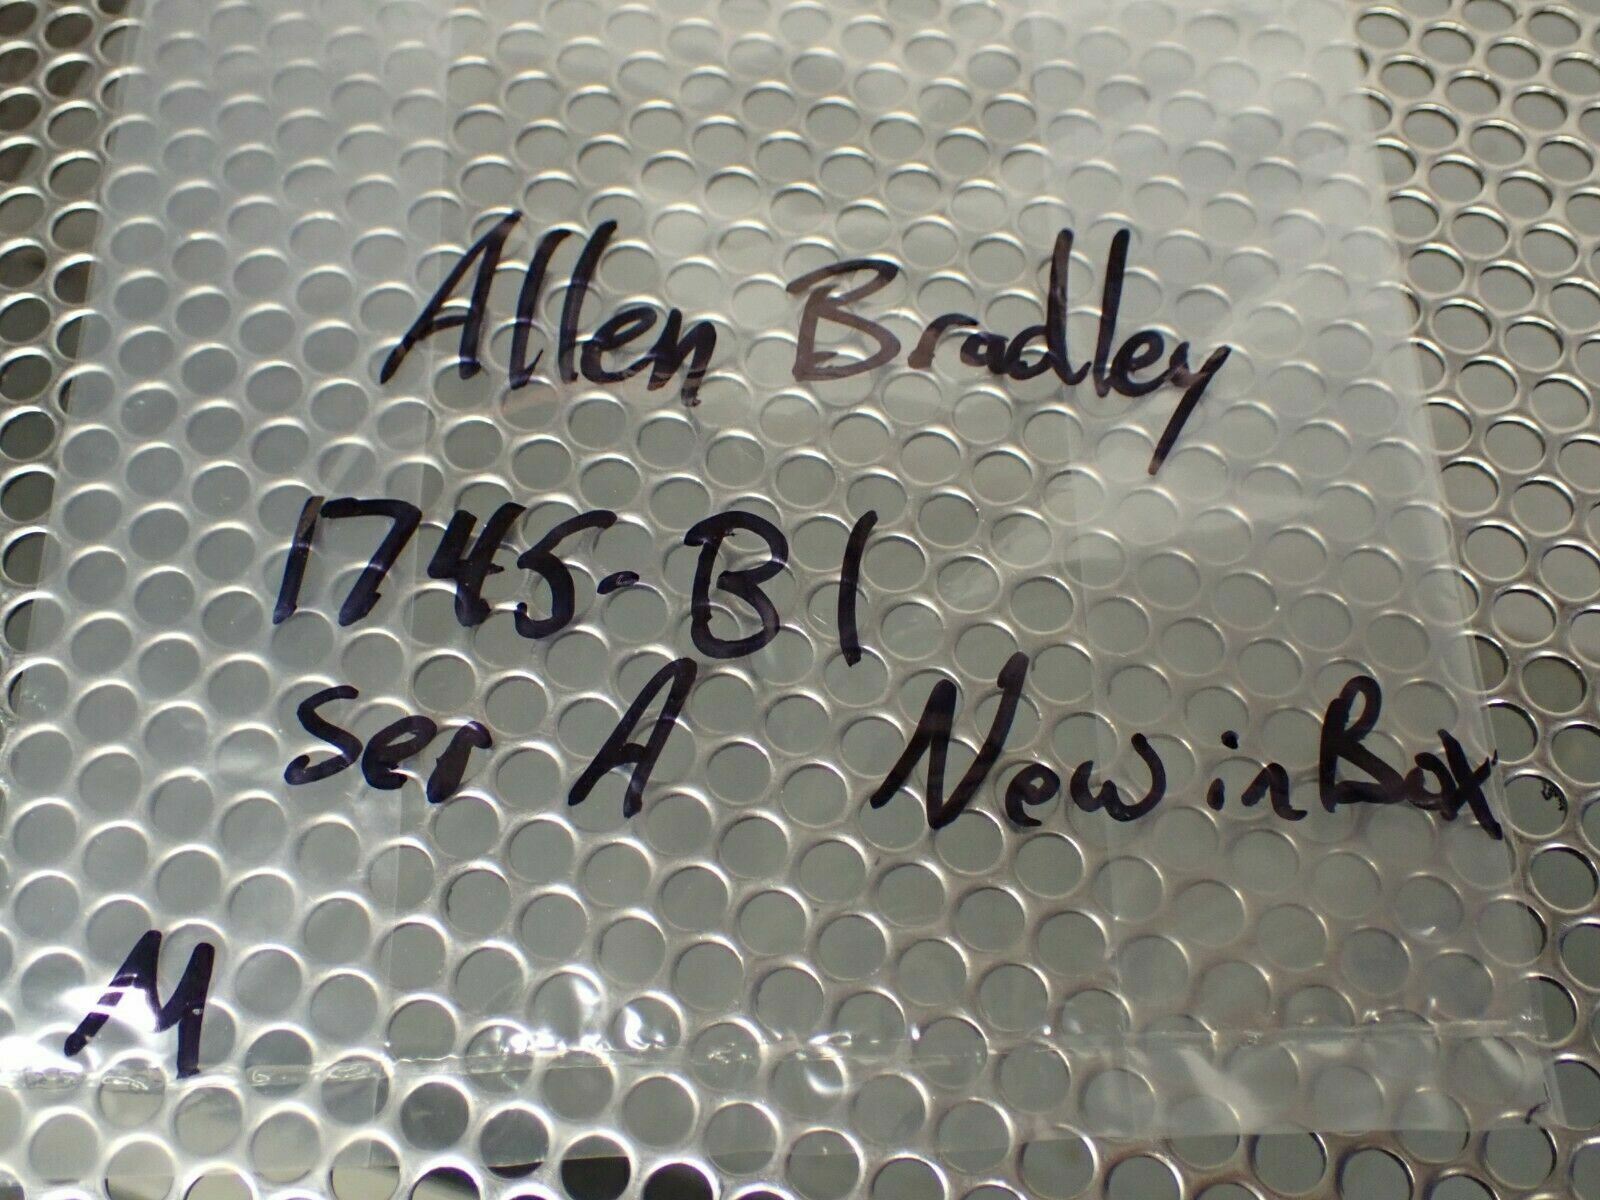 Allen Bradley
1745-B1
Ser A New in Box
M